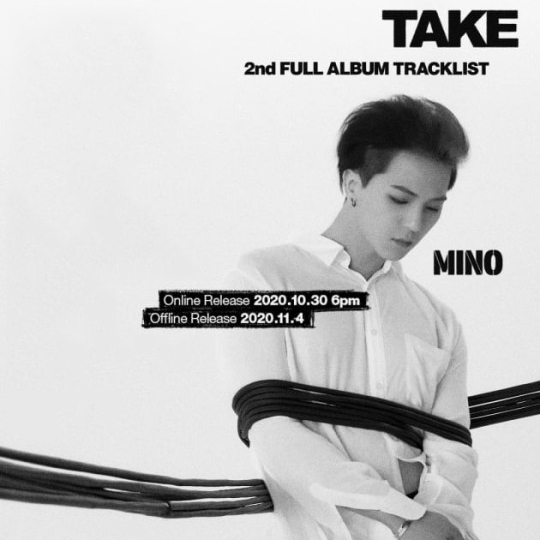 TAKE
2nd FULL ALBUM TRACKLIST
MINO
Online Release 2020.10.30 6pm
Offline Release 2020.11.4